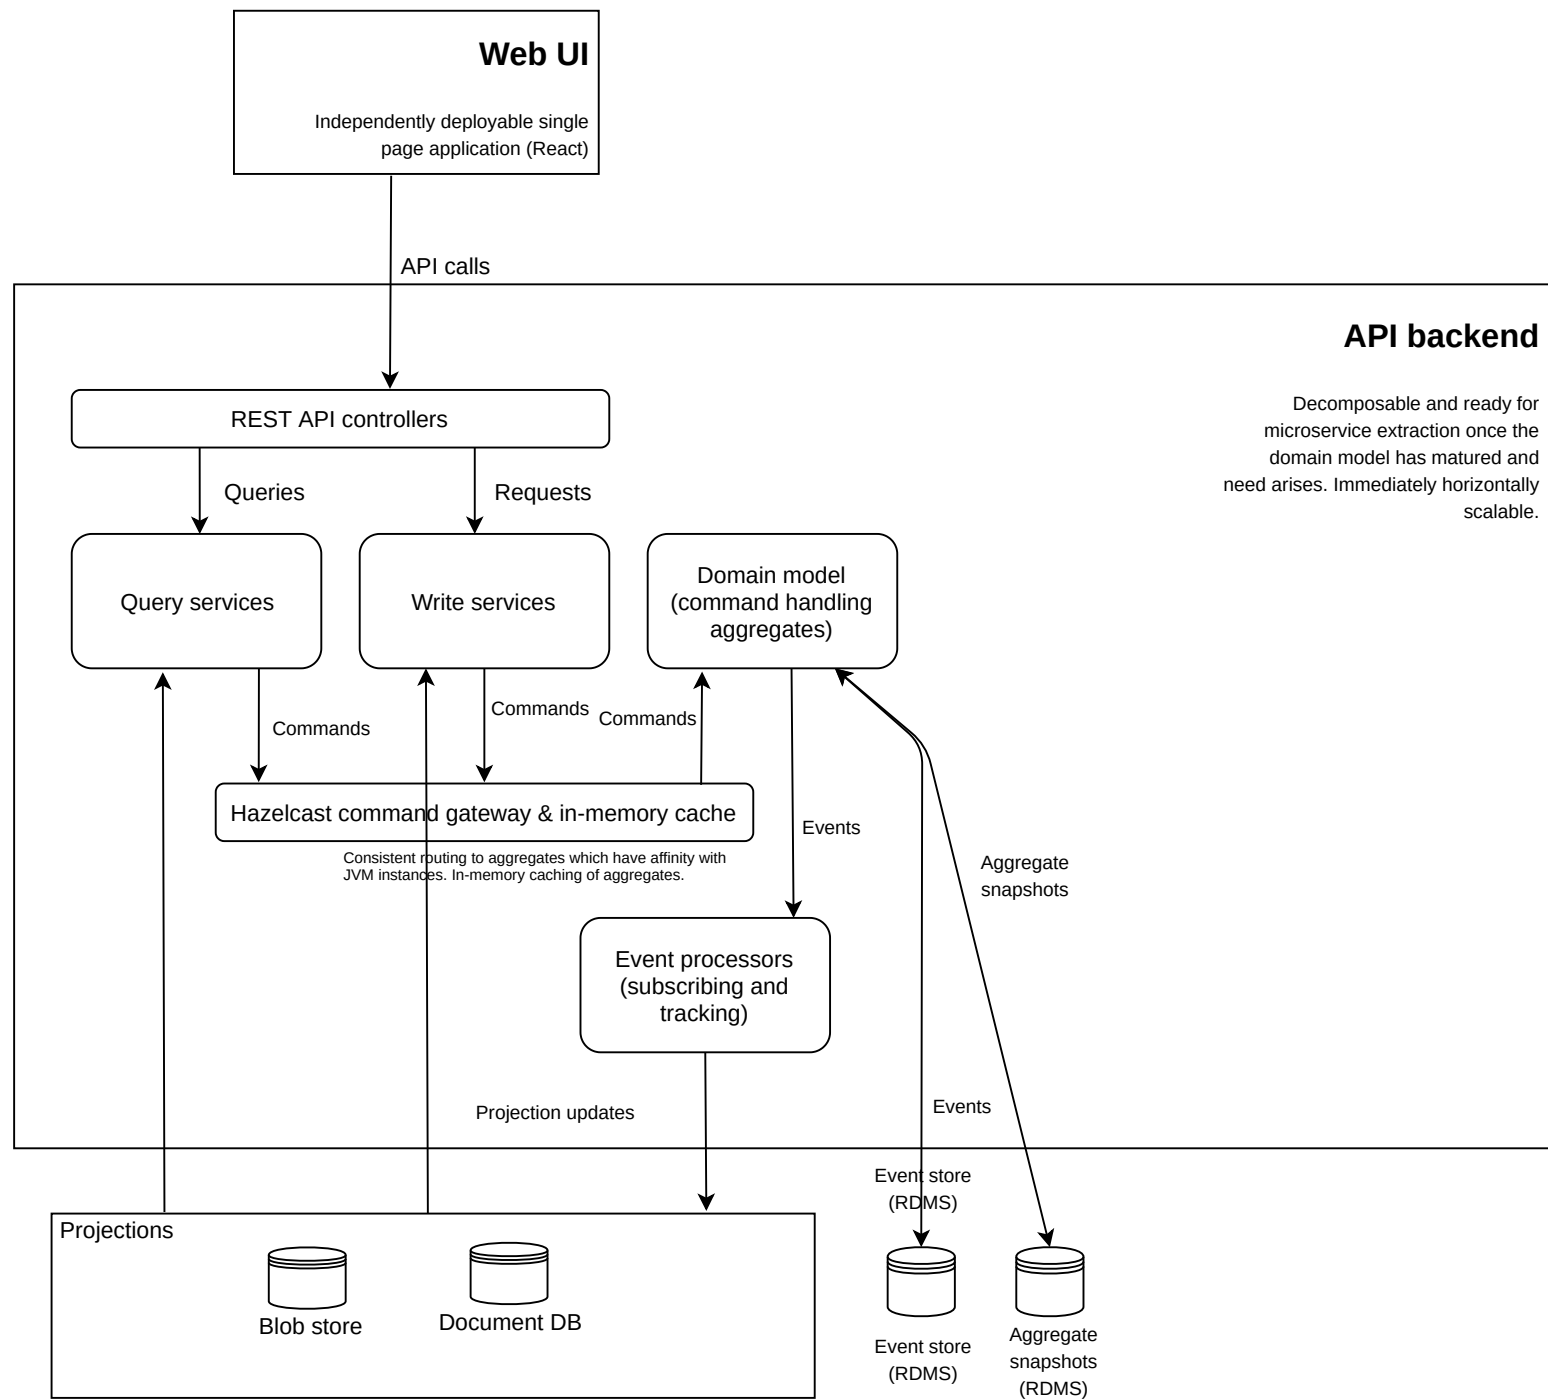 Web UI
Independently deployable single
page application (React)
API calls
API backend
Decomposable and ready for
microservice extraction once the
domain model has matured and
need arises. Immediately horizontally
scalable.
REST API controllers
Queries
Requests
Query services
Write services
Domain model
(command handling
aggregates)
Commands
Commands
Commands
Hazelcast command gateway & in-memory cache
Consistent routing to aggregates which have affinity with
JVM instances. In-memory caching of aggregates.
Events
Aggregate
snapshots
Event processors
(subscribing and
tracking)
Projection updates
Events
Event store
(RDMS)
Projections
Blob store
Document DB
Event store
(RDMS)
Aggregate
snapshots
(RDMS)